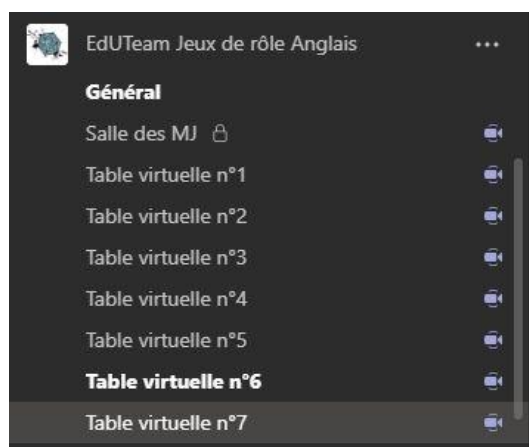 EdUTeam Jeux de rôle Anglais
Général
Salle des MJ
Table virtuelle n°1
Table virtuelle n°2
Table virtuelle n°3
Table virtuelle n°4
Table virtuelle n°5
Table virtuelle n°6
Table virtuelle n°7